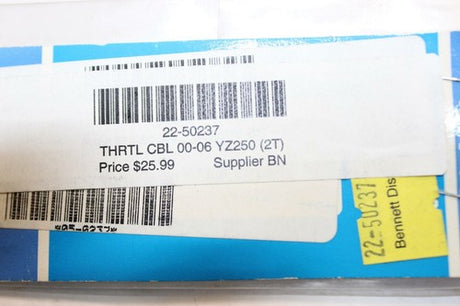 22-50237
THRTL CBL 00-06 YZ250 (2T)
Price $25.99 Supplier BN
22-50237
Bennett Dis